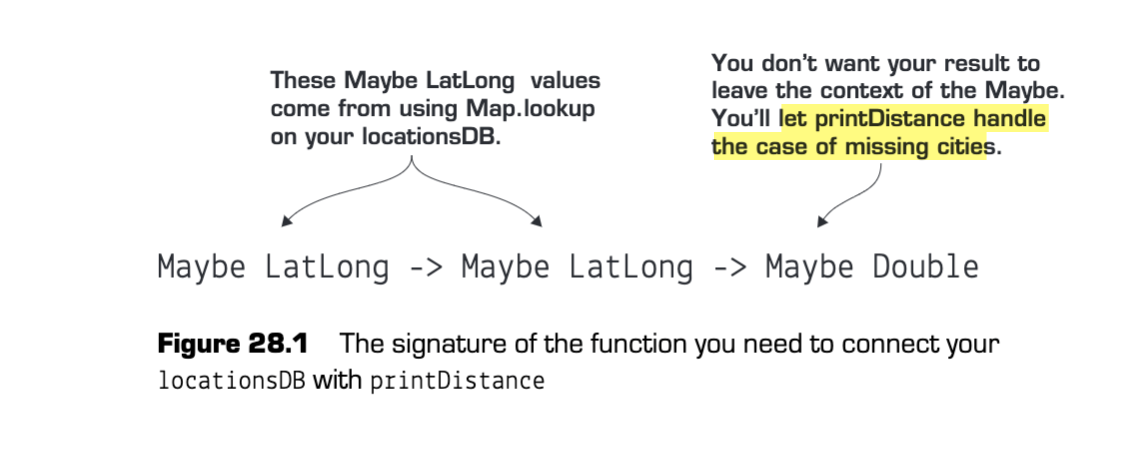 These Maybe LatLong values
come from using Map.lookup
on your locationsDB.
You don’t want your result to
leave the context of the Maybe.
You’ll let printDistance handle
the case of missing cities.
Maybe LatLong -> Maybe LatLong -> Maybe Double
Figure 28.1 The signature of the function you need to connect your
locationsDB with printDistance